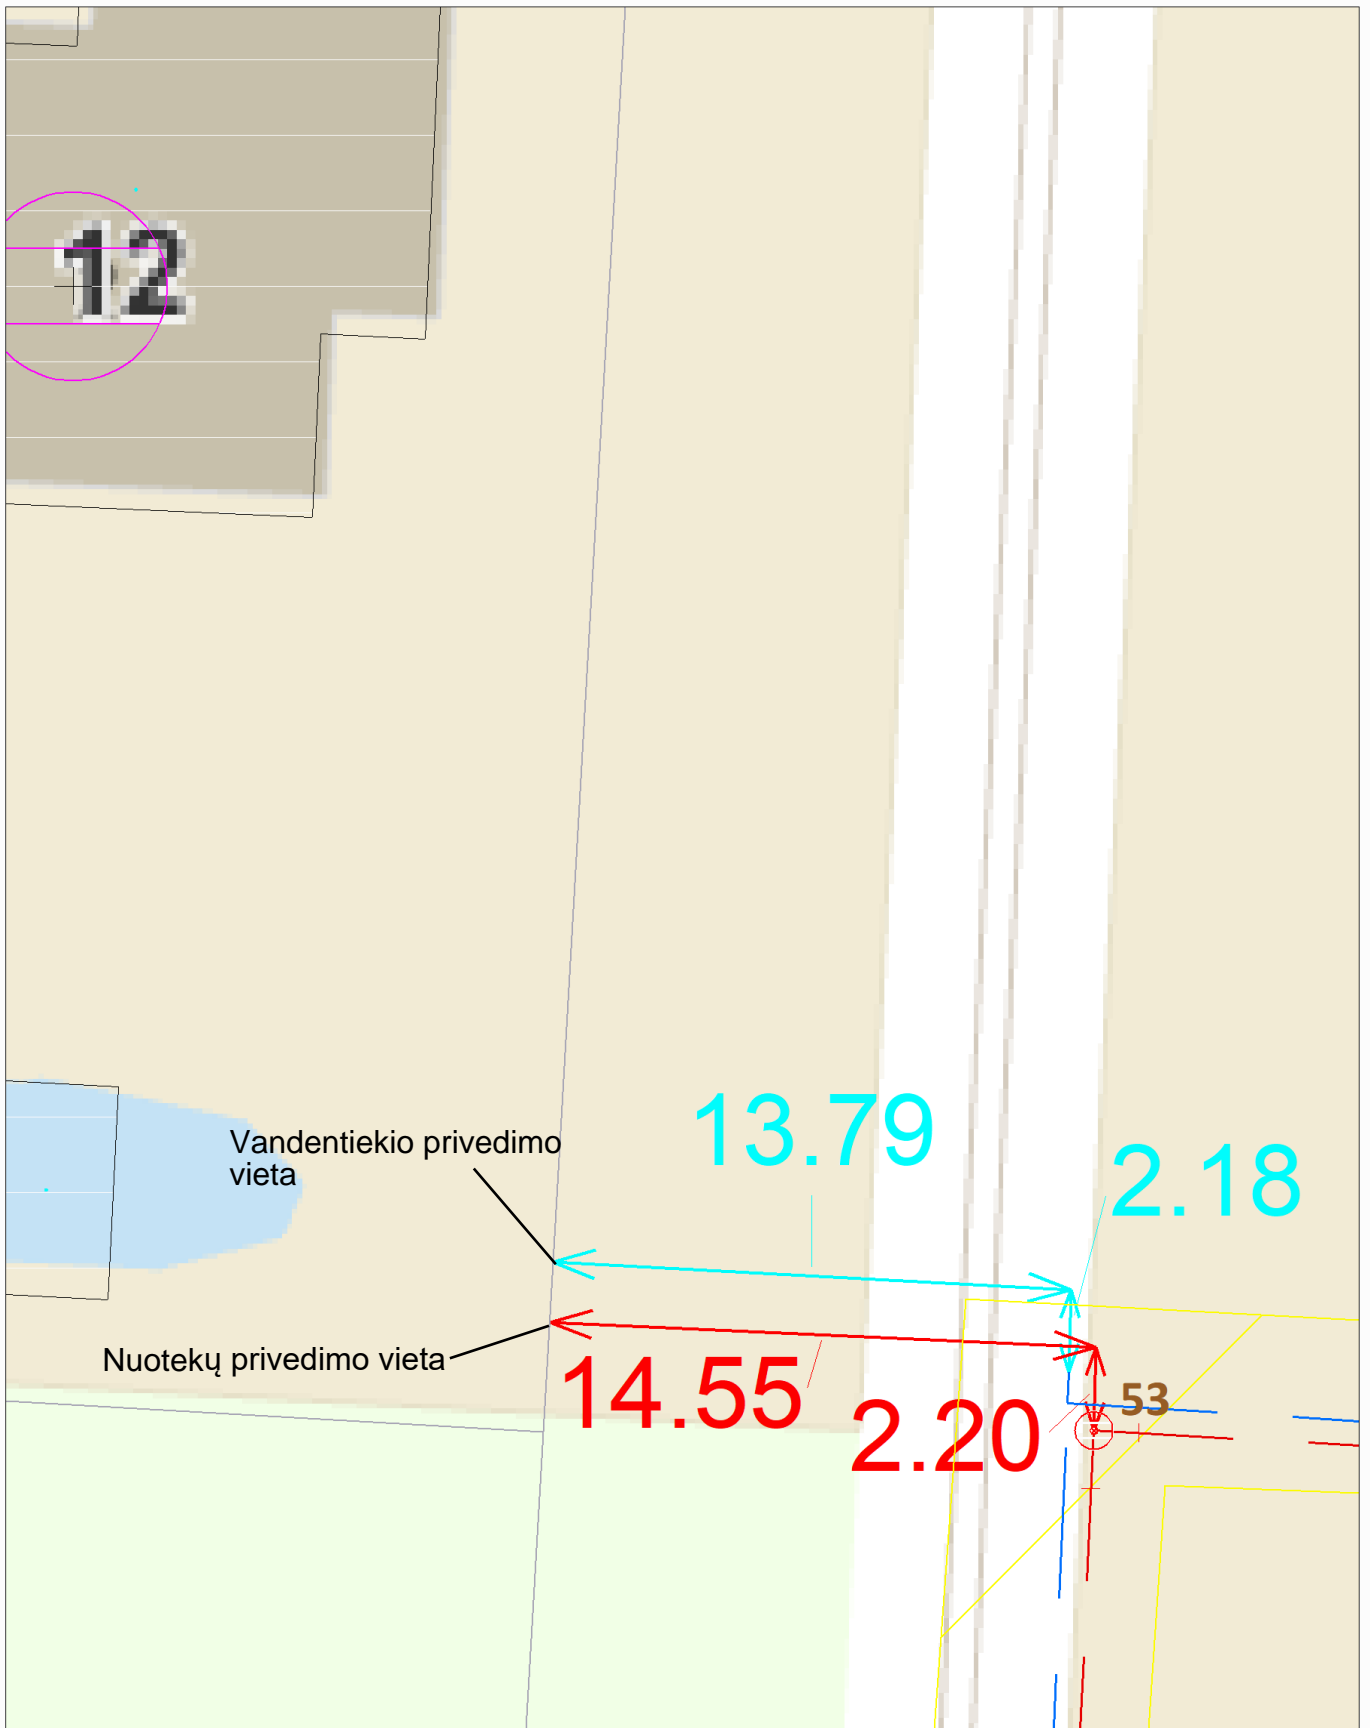 12
13.79
Vandentiekio privedimo
vieta
2.18
Nuotekų privedimo vieta
14.55
2.20
53